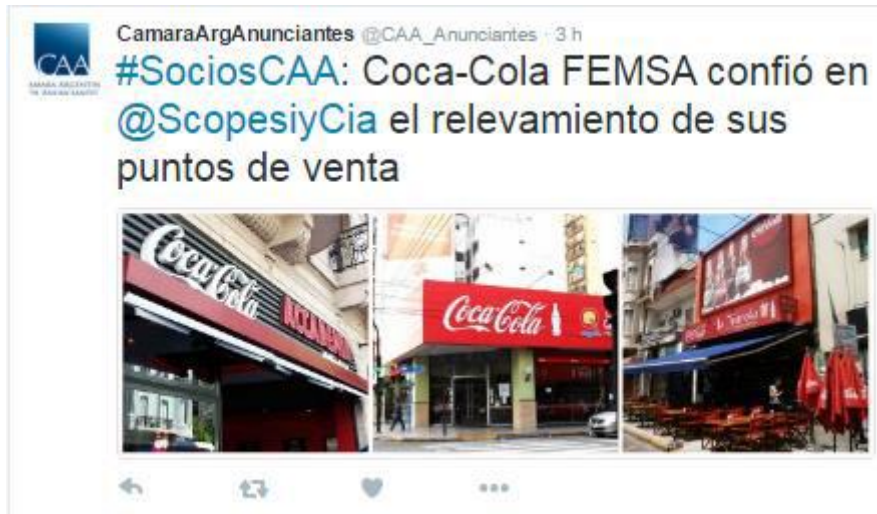 CamaraArgAnunciantes @CAA_Anunciantes · 3 h
CAA
#SociosCAA: Coca-Cola FEMSA confió en
@ScopesiyCia el relevamiento de sus
puntos de venta
Coca-Cola
Coca-Cola